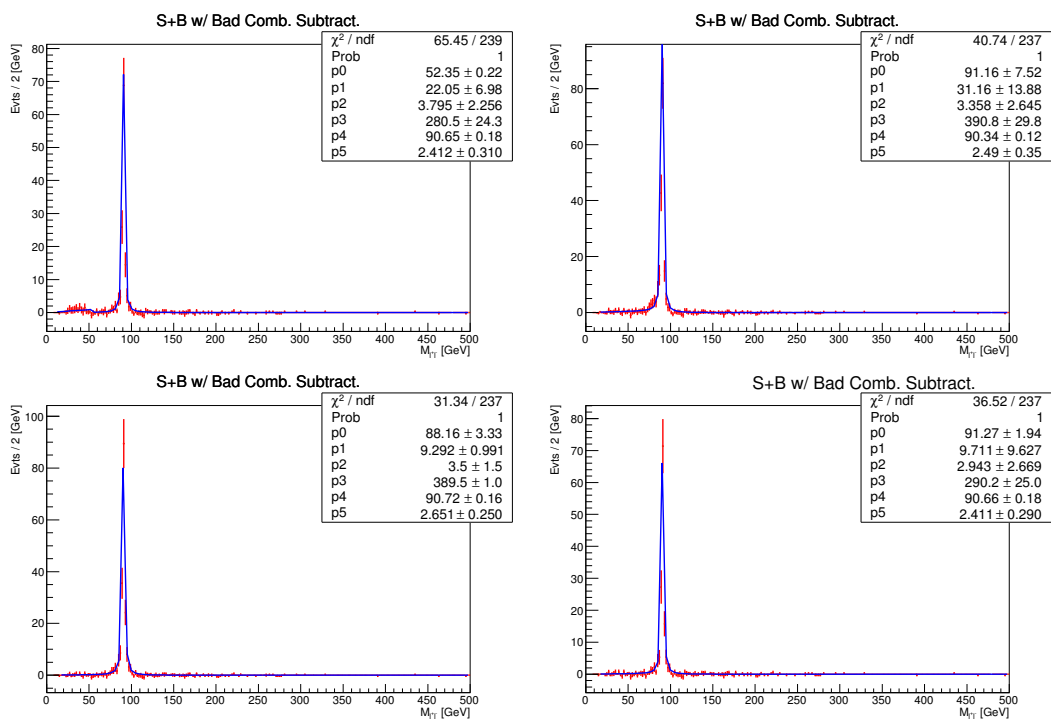 S+B w/ Bad Comb. Subtract.
χ² / ndf 65.45 / 239
Prob 1
p0 52.35 ± 0.22
p1 22.05 ± 6.98
p2 3.795 ± 2.256
p3 280.5 ± 24.3
p4 90.65 ± 0.18
p5 2.412 ± 0.310
Evts / 2 [GeV]
80
70
60
50
40
30
20
10
0
0 50 100 150 200 250 300 350 400 450 500
[GeV]
S+B w/ Bad Comb. Subtract.
χ² / ndf 40.74 / 237
Prob 1
p0 91.16 ± 7.52
p1 31.16 ± 13.88
p2 3.358 ± 2.645
p3 390.8 ± 29.8
p4 90.34 ± 0.12
p5 2.49 ± 0.35
Evts / 2 [GeV]
80
60
40
20
0
0 50 100 150 200 250 300 350 400 450 500
[GeV]
S+B w/ Bad Comb. Subtract.
χ² / ndf 31.34 / 237
Prob 1
p0 88.16 ± 3.33
p1 9.292 ± 0.991
p2 3.5 ± 1.5
p3 389.5 ± 1.0
p4 90.72 ± 0.16
p5 2.651 ± 0.250
Evts / 2 [GeV]
100
80
60
40
20
0
0 50 100 150 200 250 300 350 400 450 500
[GeV]
S+B w/ Bad Comb. Subtract.
χ² / ndf 36.52 / 237
Prob 1
p0 91.27 ± 1.94
p1 9.711 ± 9.627
p2 2.943 ± 2.669
p3 290.2 ± 25.0
p4 90.66 ± 0.18
p5 2.411 ± 0.290
Evts / 2 [GeV]
80
70
60
50
40
30
20
10
0
0 50 100 150 200 250 300 350 400 450 500
[GeV]